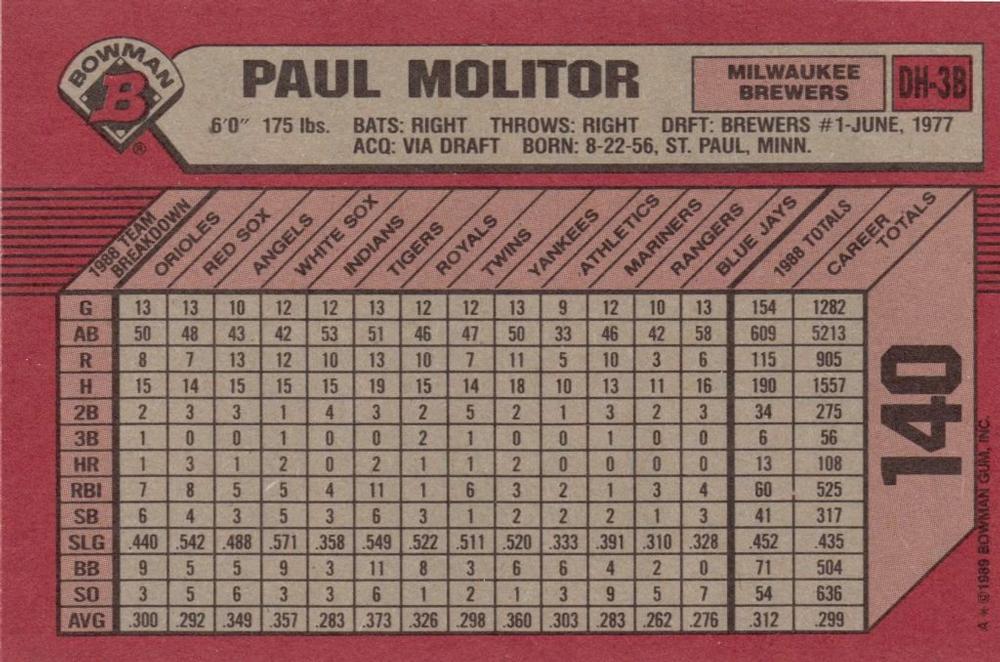 BOWMAN
B
®
PAUL MOLITOR
MILWAUKEE
BREWERS
DH-3B
6'0" 175 lbs. BATS: RIGHT THROWS: RIGHT DRFT: BREWERS #1-JUNE, 1977
ACQ: VIA DRAFT BORN: 8-22-56, ST. PAUL, MINN.
1988 TEAM BREAKDOWN ORIOLES RED SOX ANGELS WHITE SOX INDIANS TIGERS ROYALS TWINS YANKEES ATHLETICS MARINERS RANGERS BLUE JAYS 1988 TOTALS CAREER TOTALS
G 13 13 10 12 12 13 12 12 13 9 12 10 13 154 1282
AB 50 48 43 42 53 51 46 47 50 33 46 42 58 609 5213
R 8 7 13 12 10 13 10 7 11 5 10 3 6 115 905
H 15 14 15 15 15 19 15 14 18 10 13 11 16 190 1557
2B 2 3 3 1 4 3 2 5 2 1 3 2 3 34 275
3B 1 0 0 1 0 0 2 1 0 0 1 0 0 6 56
HR 1 3 1 2 0 2 1 1 2 0 0 0 0 13 108
RBI 7 8 5 5 4 11 1 6 3 2 1 3 4 60 525
SB 6 4 3 5 3 6 3 1 2 2 2 1 3 41 317
SLG .440 .542 .488 .571 .358 .549 .522 .511 .520 .333 .391 .310 .328 .452 .435
BB 9 5 5 9 3 11 8 3 6 6 4 2 0 71 504
SO 3 5 6 3 3 6 1 2 1 3 9 5 7 54 636
AVG .300 .292 .349 .357 .283 .373 .326 .298 .360 .303 .283 .262 .276 .312 .299
140
A * ©1989 BOWMAN GUM, INC.